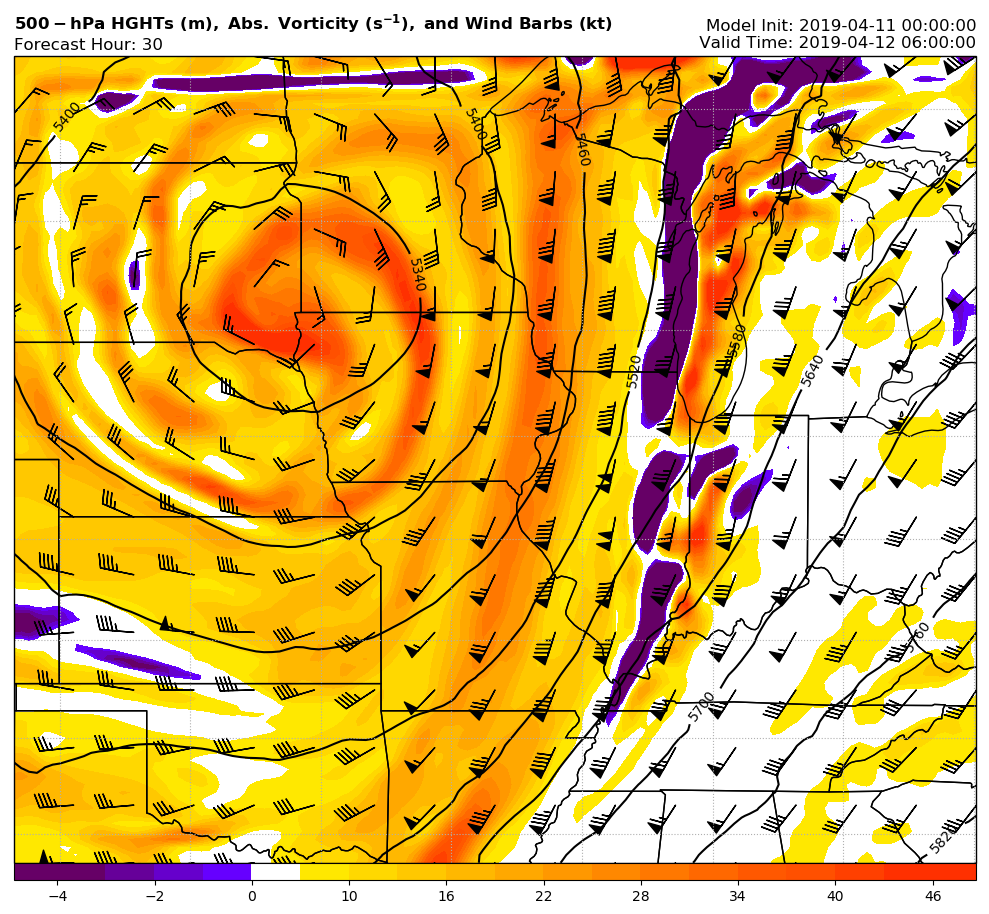 500 − hPa HGHTs (m), Abs. Vorticity (s⁻¹), and Wind Barbs (kt)
Model Init: 2019-04-11 00:00:00
Forecast Hour: 30
Valid Time: 2019-04-12 06:00:00
5400
5400
5460
5340
5580
5520
5640
5760
5700
5820
−4 −2 0 10 16 22 28 34 40 46